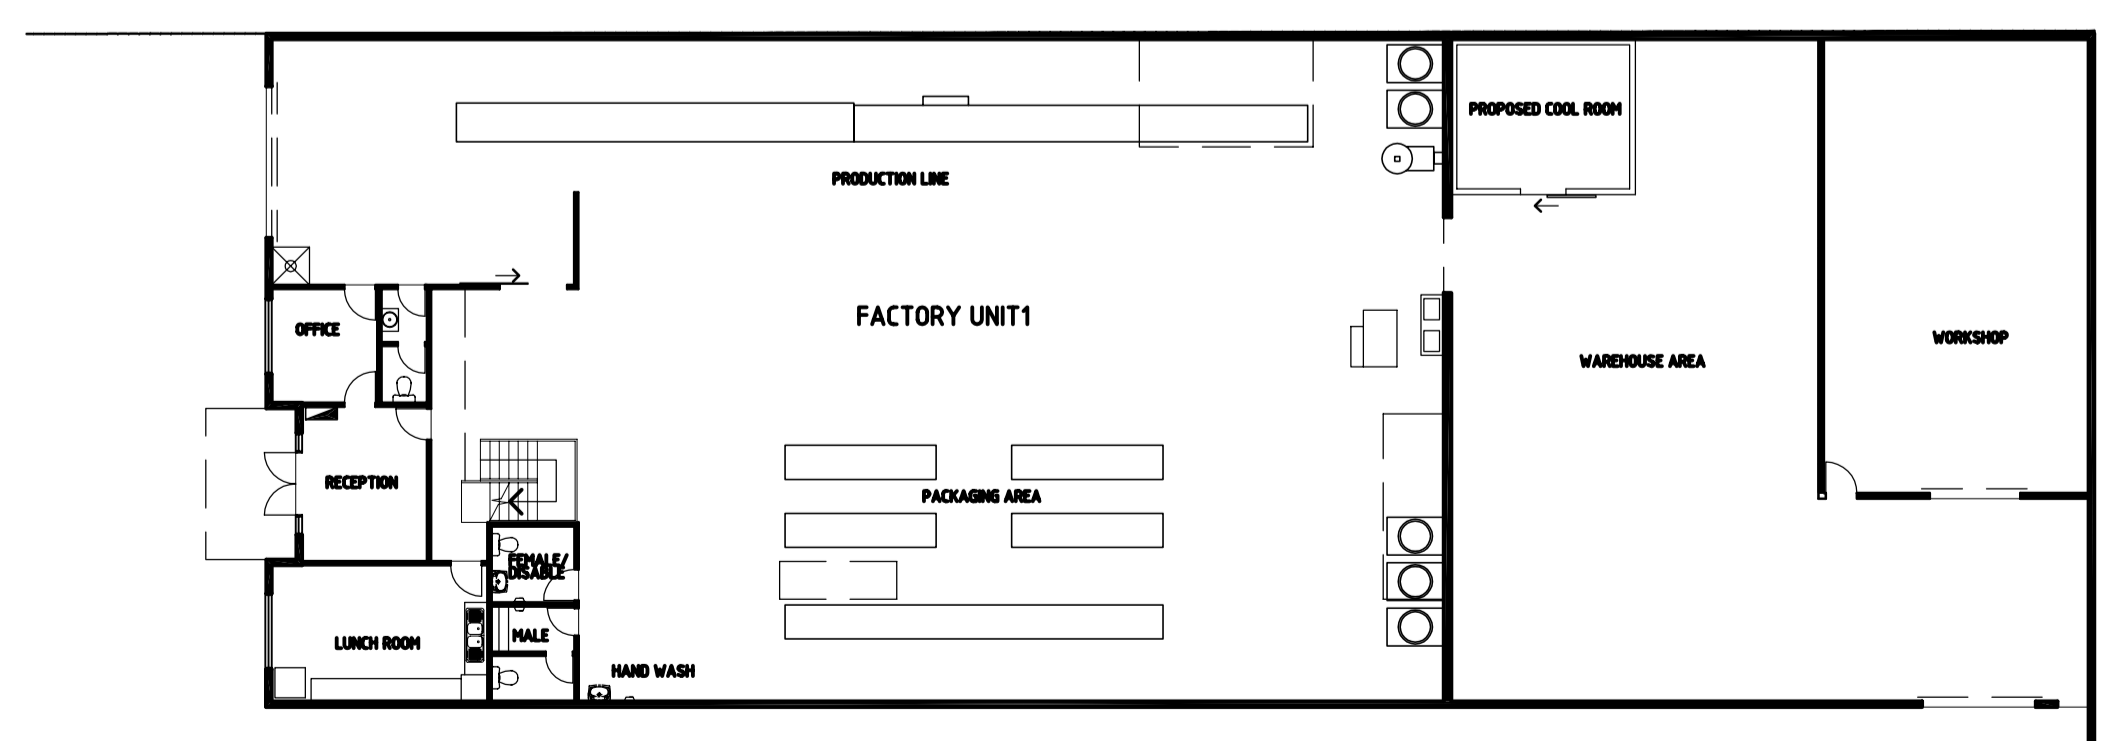 PROPOSED COOL ROOM
PRODUCTION LINE
FACTORY UNIT1
OFFICE
WORKSHOP
WAREHOUSE AREA
RECEPTION
PACKAGING AREA
FEMALE/
DISABLE
MALE
LUNCH ROOM
HAND WASH